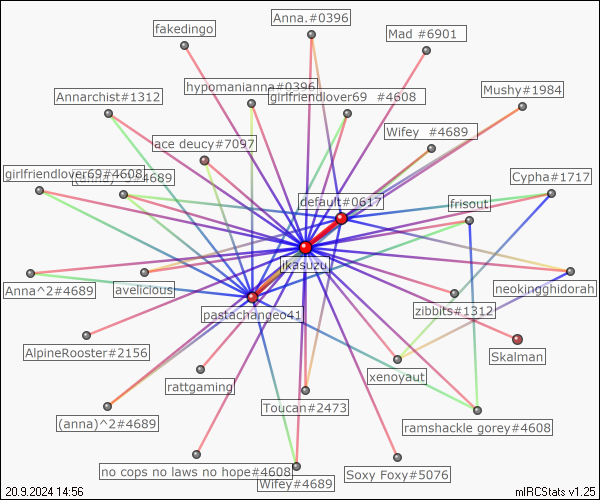 Anna.#0396
fakedingo
Mad  #6901
hypomanianna#0396
Mushy#1984
Annarchist#1312
girlfriendlover69  #4608
Wifey  #4689
ace deucy#7097
girlfriendlover69#4608
#4689
Cypha#1717
default#0617
frisout
ikasuzu
Anna^2#4689
avelicious
neokingghidorah
pastachangeo41
zibbits#1312
AlpineRooster#2156
Skalman
rattgaming
xenoyaut
Toucan#2473
(anna)^2#4689
ramshackle gorey#4608
no cops no laws no hope#4608
Soxy Foxy#5076
Wifey#4689
20.9.2024 14:56
mIRCStats v1.25